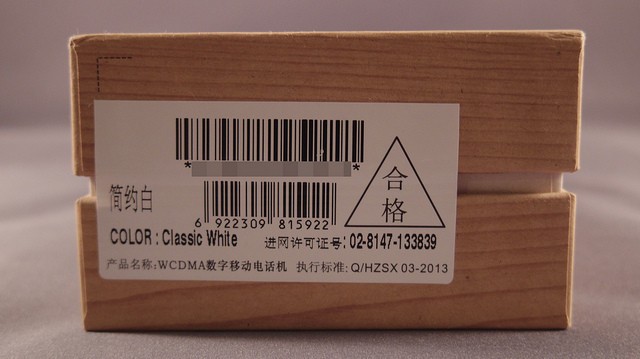 * *
合格
简约白
6 922309 815922
COLOR : Classic White
进网许可证号: 02-8147-133839
产品名称:WCDMA数字移动电话机 执行标准: Q/HZSX 03-2013